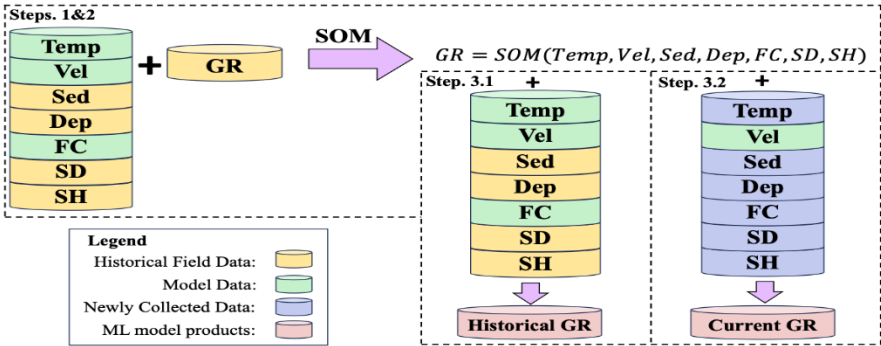 Steps. 1&2
Temp
Vel
Sed
Dep
FC
SD
SH
+
GR
SOM
GR = SOM(Temp,Vel,Sed,Dep,FC,SD,SH)
Step. 3.1
+
Temp
Vel
Sed
Dep
FC
SD
SH
Historical GR
Step. 3.2
+
Temp
Vel
Sed
Dep
FC
SD
SH
Current GR
Legend
Historical Field Data:
Model Data:
Newly Collected Data:
ML model products: